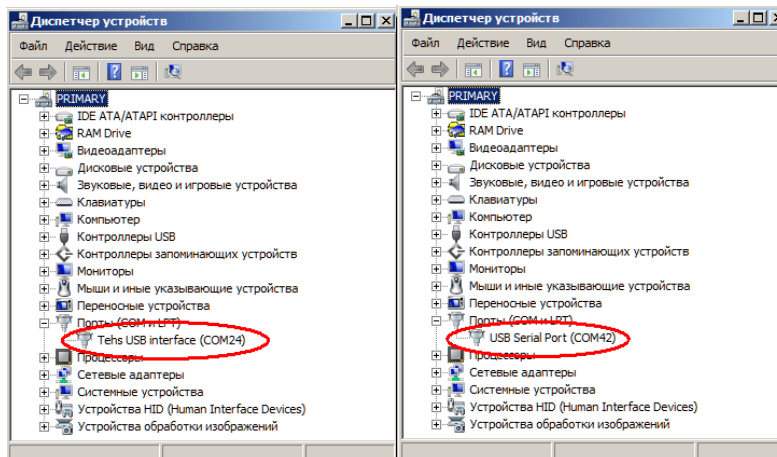 Диспетчер устройств
Файл Действие Вид Справка
PRIMARY
IDE ATA/ATAPI контроллеры
RAM Drive
Видеоадаптеры
Дисковые устройства
Звуковые, видео и игровые устройства
Клавиатуры
Компьютер
Контроллеры USB
Контроллеры запоминающих устройств
Мониторы
Мыши и иные указывающие устройства
Переносные устройства
Порты (COM и LPT)
Tehs USB interface (COM24)
Процессоры
Сетевые адаптеры
Системные устройства
Устройства HID (Human Interface Devices)
Устройства обработки изображений
Диспетчер устройств
Файл Действие Вид Справка
PRIMARY
IDE ATA/ATAPI контроллеры
RAM Drive
Видеоадаптеры
Дисковые устройства
Звуковые, видео и игровые устройства
Клавиатуры
Компьютер
Контроллеры USB
Контроллеры запоминающих устройств
Мониторы
Мыши и иные указывающие устройства
Переносные устройства
Порты (COM и LPT)
USB Serial Port (COM42)
Процессоры
Сетевые адаптеры
Системные устройства
Устройства HID (Human Interface Devices)
Устройства обработки изображений